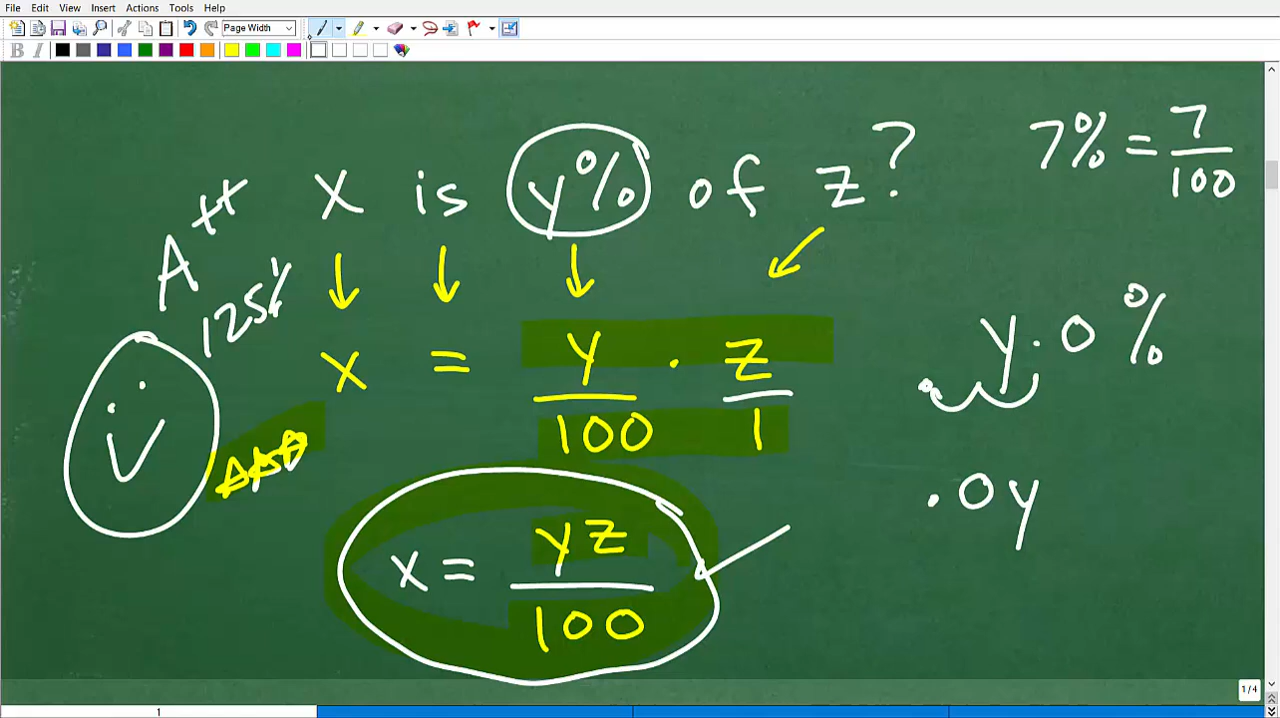 File Edit View Insert Actions Tools Help
Page Width
B I
x is y% of z?
7% = 7/100
A++
125%
x = y/100 · z/1
y.0%
.0y
x = yz/100
1/4
1